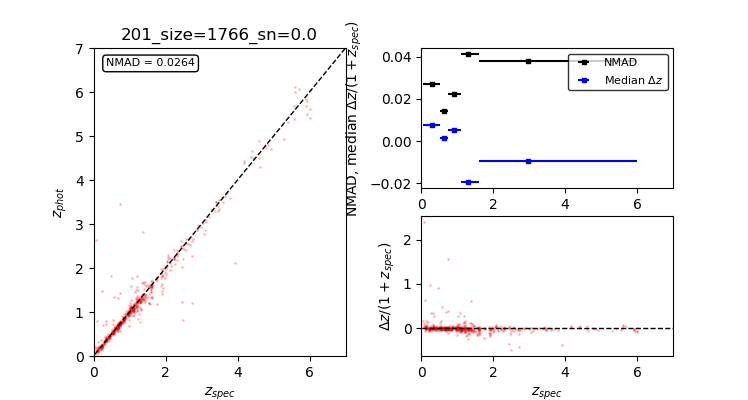 201_size=1766_sn=0.0
NMAD = 0.0264
7
6
5
4
3
2
1
0
z_phot
0 2 4 6
z_spec
NMAD, median Δz/(1 + z_spec)
0.04
0.02
0.00
−0.02
NMAD
Median Δz
0 2 4 6
Δz/(1 + z_spec)
2
1
0
0 2 4 6
z_spec